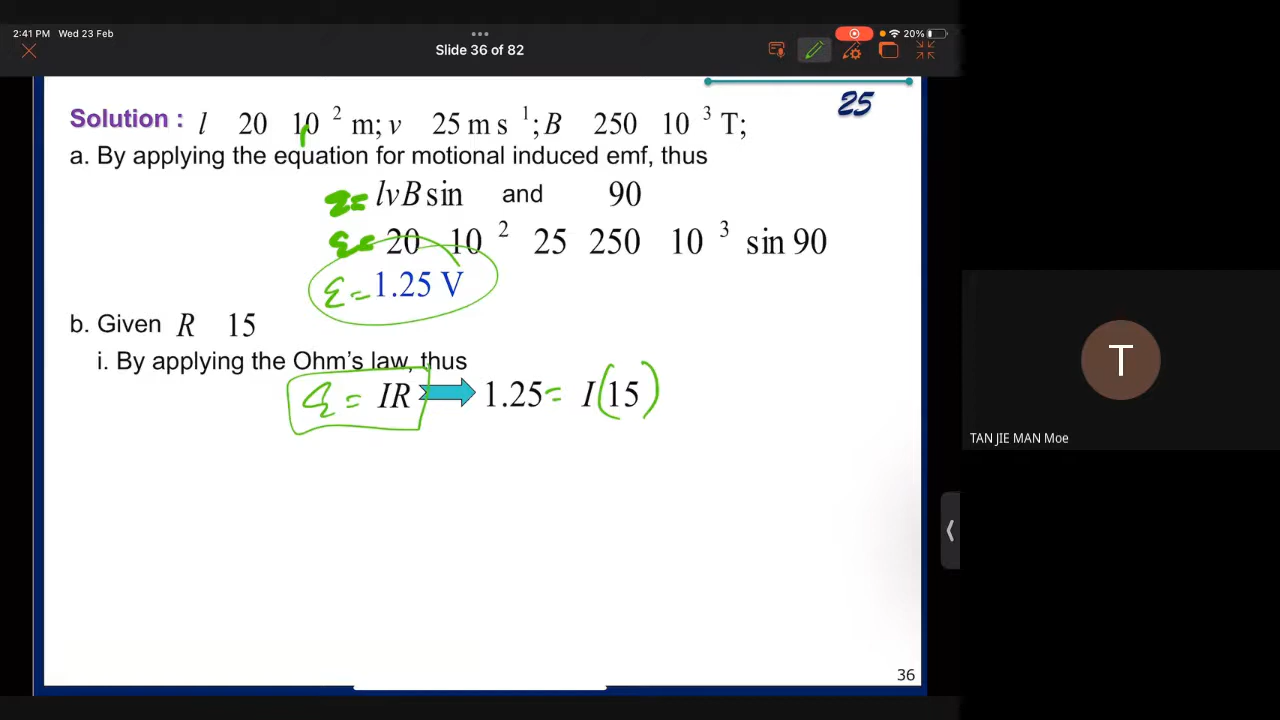 2:41 PM Wed 23 Feb
20%
Slide 36 of 82
25
Solution : l 20 10 2 m; v 25 m s 1 ; B 250 10 3 T;
a. By applying the equation for motional induced emf, thus
ε= lvB sin and 90
ε= 20 10 2 25 250 10 3 sin 90
ε = 1.25 V
b. Given R 15
i. By applying the Ohm's law, thus
ε = IR 1.25 = I (15)
T
TAN JIE MAN Moe
36